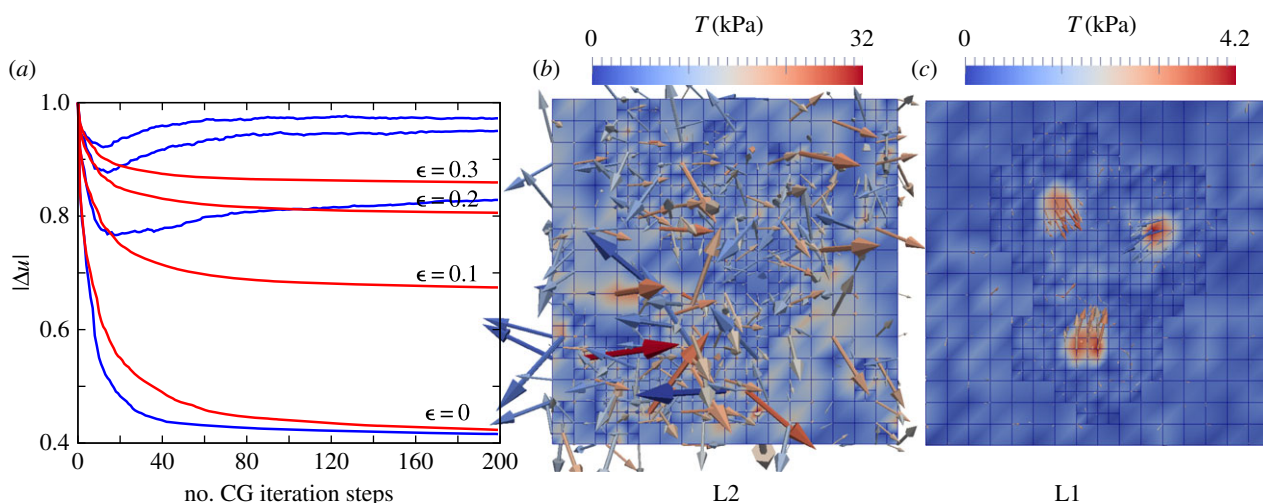 T (kPa)
0 32
T (kPa)
0 4.2
(a)
(b)
(c)
1.0
0.8
0.6
0.4
|Δu|
ϵ = 0.3
ϵ = 0.2
ϵ = 0.1
ϵ = 0
0 40 80 120 160 200
no. CG iteration steps
L2
L1